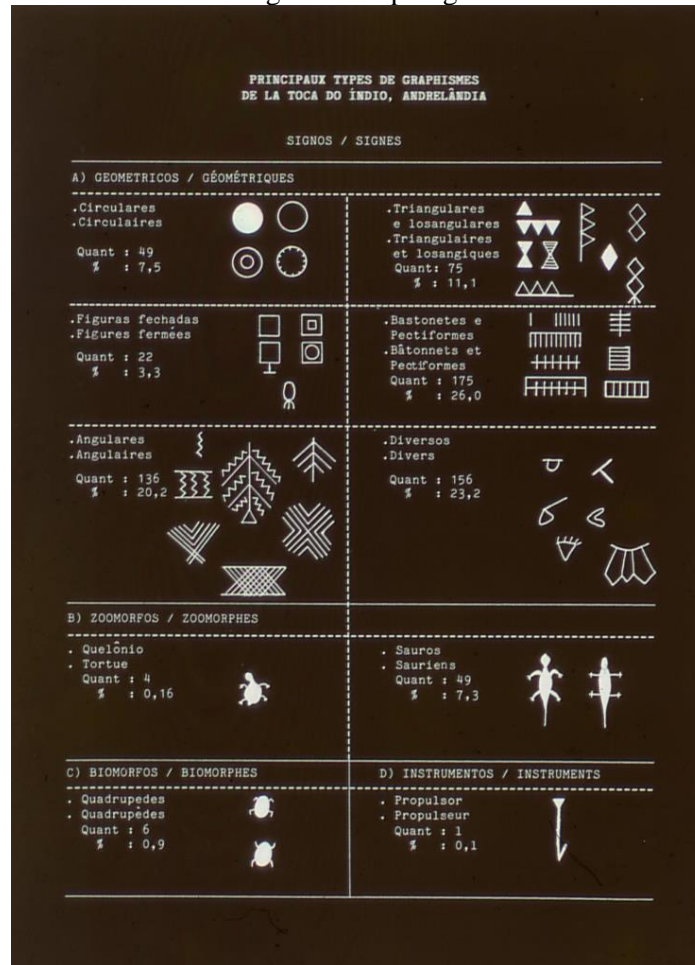 PRINCIPAUX TYPES DE GRAPHISMES
DE LA TOCA DO ÍNDIO, ANDRELÂNDIA
SIGNOS / SIGNES
A) GEOMETRICOS / GÉOMÉTRIQUES
.Circulares
.Circulaires
Quant : 49
% : 7,5
.Triangulares
e losangulares
.Triangulaires
et losangiques
Quant: 75
% : 11,1
.Figuras fechadas
.Figures fermées
Quant : 22
% : 3,3
.Bastonetes e
Pectiformes
.Bâtonnets et
Pectiformes
Quant : 175
% : 26,0
.Angulares
.Angulaires
Quant : 136
% : 20,2
.Diversos
.Divers
Quant : 156
% : 23,2
B) ZOOMORFOS / ZOOMORPHES
. Quelônio
. Tortue
Quant : 4
% : 0,16
. Sauros
. Sauriens
Quant : 49
% : 7,3
C) BIOMORFOS / BIOMORPHES
. Quadrupedes
. Quadrupèdes
Quant : 6
% : 0,9
D) INSTRUMENTOS / INSTRUMENTS
. Propulsor
. Propulseur
Quant : 1
% : 0,1